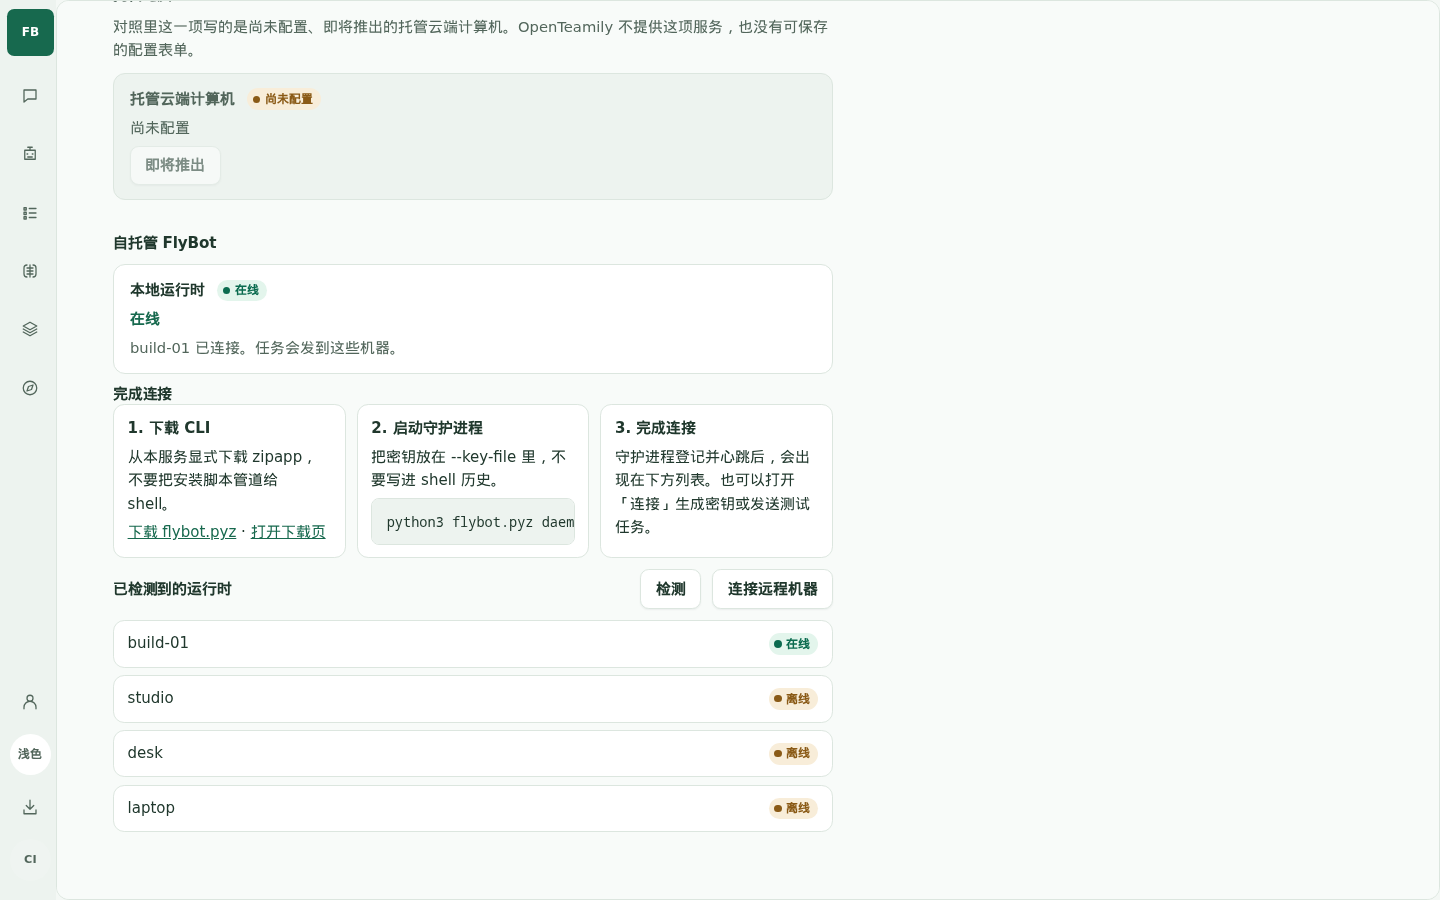 FB
对照里这一项写的是尚未配置、即将推出的托管云端计算机。OpenTeamily 不提供这项服务，也没有可保存
的配置表单。
托管云端计算机
尚未配置
尚未配置
即将推出
自托管 FlyBot
本地运行时
在线
在线
build-01 已连接。任务会发到这些机器。
完成连接
1. 下载 CLI
从本服务显式下载 zipapp，
不要把安装脚本管道给
shell。
下载 flybot.pyz · 打开下载页
2. 启动守护进程
把密钥放在 --key-file 里，不
要写进 shell 历史。
python3 flybot.pyz daem
3. 完成连接
守护进程登记并心跳后，会出
现在下方列表。也可以打开
「连接」生成密钥或发送测试
任务。
已检测到的运行时
检测
连接远程机器
build-01
在线
studio
离线
desk
离线
laptop
离线
浅色
CI